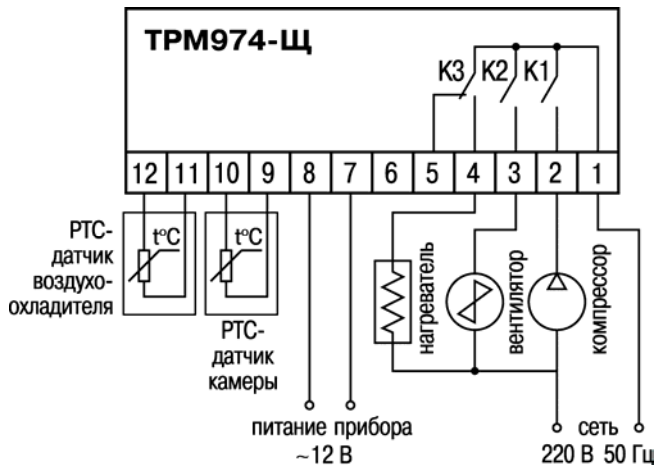 ТРМ974-Щ
К3 К2 К1
12 11 10 9 8 7 6 5 4 3 2 1
РТС-
датчик
воздухо-
охладителя
t°C
t°C
РТС-
датчик
камеры
нагреватель
вентилятор
компрессор
питание прибора
~12 В
сеть
220 В 50 Гц